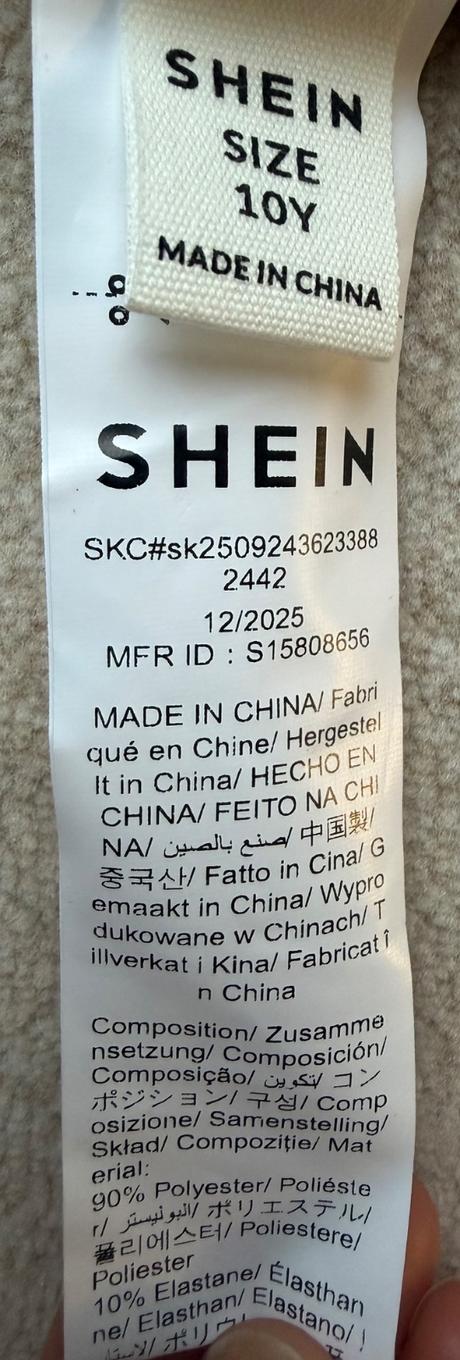 SHEIN
SIZE
10Y
MADE IN CHINA
SHEIN
SKC#sk2509243623388
2442
12/2025
MFR ID : S15808656
MADE IN CHINA/ Fabri
qué en Chine/ Hergestel
lt in China/ HECHO EN
CHINA/ FEITO NA CHI
NA/ صنع بالصين/ 中国製/
중국산/ Fatto in Cina/ G
emaakt in China/ Wypro
dukowane w Chinach/ T
illverkat i Kina/ Fabricat î
n China
Composition/ Zusamme
nsetzung/ Composición/
Composição/ تكوين/ コン
ポジション/ 구성/ Comp
osizione/ Samenstelling/
Skład/ Compoziție/ Mat
erial:
90% Polyester/ Poliéste
r/ البوليستر/ ポリエステル/
폴리에스터/ Poliestere/
Poliester
10% Elastane/ Élasthan
ne/ Elasthan/ Elastano/